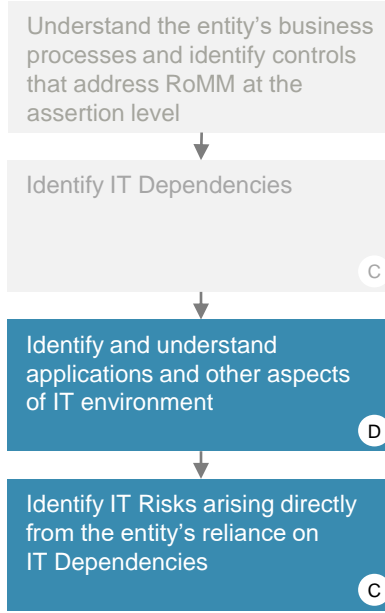 Understand the entity’s business
processes and identify controls
that address RoMM at the
assertion level
Identify IT Dependencies
C
Identify and understand
applications and other aspects
of IT environment
D
Identify IT Risks arising directly
from the entity’s reliance on
IT Dependencies
C